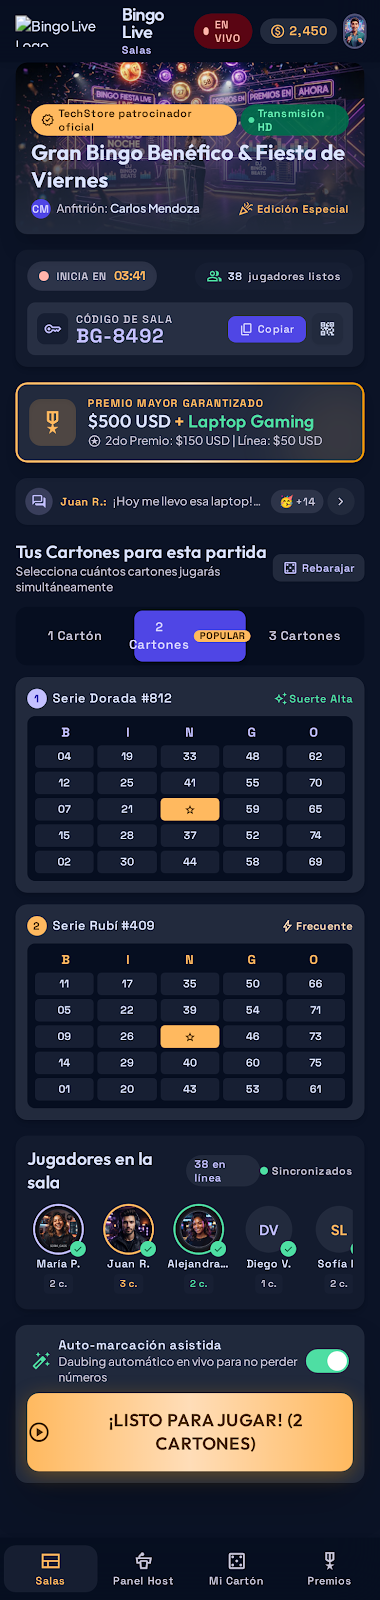 Bingo Live Logo
Bingo Live
Salas
EN VIVO
2,450
TechStore patrocinador oficial
Transmisión HD
Gran Bingo Benéfico & Fiesta de
Viernes
CM Anfitrión: Carlos Mendoza
Edición Especial
INICIA EN 03:41
38 jugadores listos
CÓDIGO DE SALA
BG-8492
Copiar
PREMIO MAYOR GARANTIZADO
$500 USD + Laptop Gaming
2do Premio: $150 USD | Línea: $50 USD
Juan R.: ¡Hoy me llevo esa laptop!...
🥳 +14
Tus Cartones para esta partida
Selecciona cuántos cartones jugarás
simultáneamente
Rebarajar
1 Cartón
2 Cartones
POPULAR
3 Cartones
1 Serie Dorada #812
Suerte Alta
B I N G O
04 19 33 48 62
12 25 41 55 70
07 21 ☆ 59 65
15 28 37 52 74
02 30 44 58 69
2 Serie Rubí #409
Frecuente
B I N G O
11 17 35 50 66
05 22 39 54 71
09 26 ☆ 46 73
14 29 40 60 75
01 20 43 53 61
Jugadores en la
sala
38 en línea
Sincronizados
DV
SL
María P. Juan R. Alejandra... Diego V. Sofía
2 c. 3 c. 2 c. 1 c. 2 c.
Auto-marcación asistida
Daubing automático en vivo para no perder
números
¡LISTO PARA JUGAR! (2
CARTONES)
Salas
Panel Host
Mi Cartón
Premios